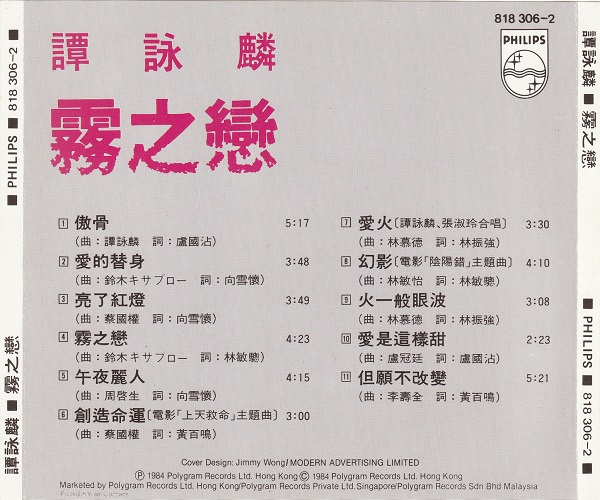 818 306-2
PHILIPS
譚詠麟
霧之戀
1 傲骨 5:17
(曲：譚詠麟 詞：盧國沾)
2 愛的替身 3:48
(曲：鈴木キサブロー 詞：向雪懷)
3 亮了紅燈 3:49
(曲：蔡國權 詞：向雪懷)
4 霧之戀 4:23
(曲：鈴木キサブロー 詞：林敏驄)
5 午夜麗人 4:15
(曲：周啓生 詞：向雪懷)
6 創造命運〔電影「上天救命」主題曲〕 3:00
(曲：蔡國權 詞：黃百鳴)
7 愛火〔譚詠麟、張淑玲合唱〕 3:30
(曲：林慕德 詞：林振強)
8 幻影〔電影「陰陽錯」主題曲〕 4:10
(曲：林敏怡 詞：林敏驄)
9 火一般眼波 3:08
(曲：林慕德 詞：林振強)
10 愛是這樣甜 2:23
(曲：盧冠廷 詞：盧國沾)
11 但願不改變 5:21
(曲：李壽全 詞：黃百鳴)
Cover Design: Jimmy Wong/MODERN ADVERTISING LIMITED
Ⓟ 1984 Polygram Records Ltd. Hong Kong Ⓒ 1984 Polygram Records Ltd. Hong Kong
Marketed by Polygram Records Ltd. Hong Kong/Polygram Records Private Ltd. Singapore/Polygram Records Sdn Bhd Malaysia
譚詠麟 ■ 霧之戀 ■ PHILIPS ■ 818 306-2
譚詠麟 ■ 霧之戀 ■ PHILIPS ■ 818 306-2